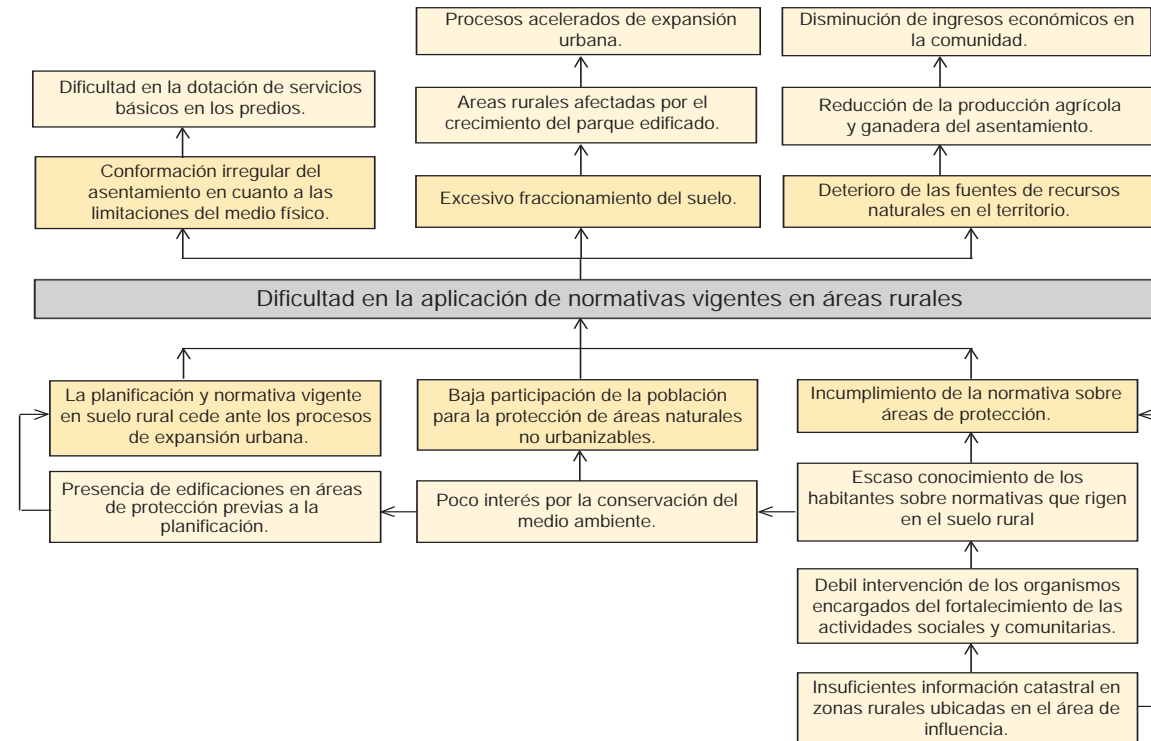 Procesos acelerados de expansión
urbana.
Disminución de ingresos económicos en
la comunidad.
Dificultad en la dotación de servicios
básicos en los predios.
Areas rurales afectadas por el
crecimiento del parque edificado.
Reducción de la producción agrícola
y ganadera del asentamiento.
Conformación irregular del
asentamiento en cuanto a las
limitaciones del medio físico.
Excesivo fraccionamiento del suelo.
Deterioro de las fuentes de recursos
naturales en el territorio.
Dificultad en la aplicación de normativas vigentes en áreas rurales
La planificación y normativa vigente
en suelo rural cede ante los procesos
de expansión urbana.
Baja participación de la población
para la protección de áreas naturales
no urbanizables.
Incumplimiento de la normativa sobre
áreas de protección.
Presencia de edificaciones en áreas
de protección previas a la
planificación.
Poco interés por la conservación del
medio ambiente.
Escaso conocimiento de los
habitantes sobre normativas que rigen
en el suelo rural
Debil intervención de los organismos
encargados del fortalecimiento de las
actividades sociales y comunitarias.
Insuficientes información catastral en
zonas rurales ubicadas en el área de
influencia.